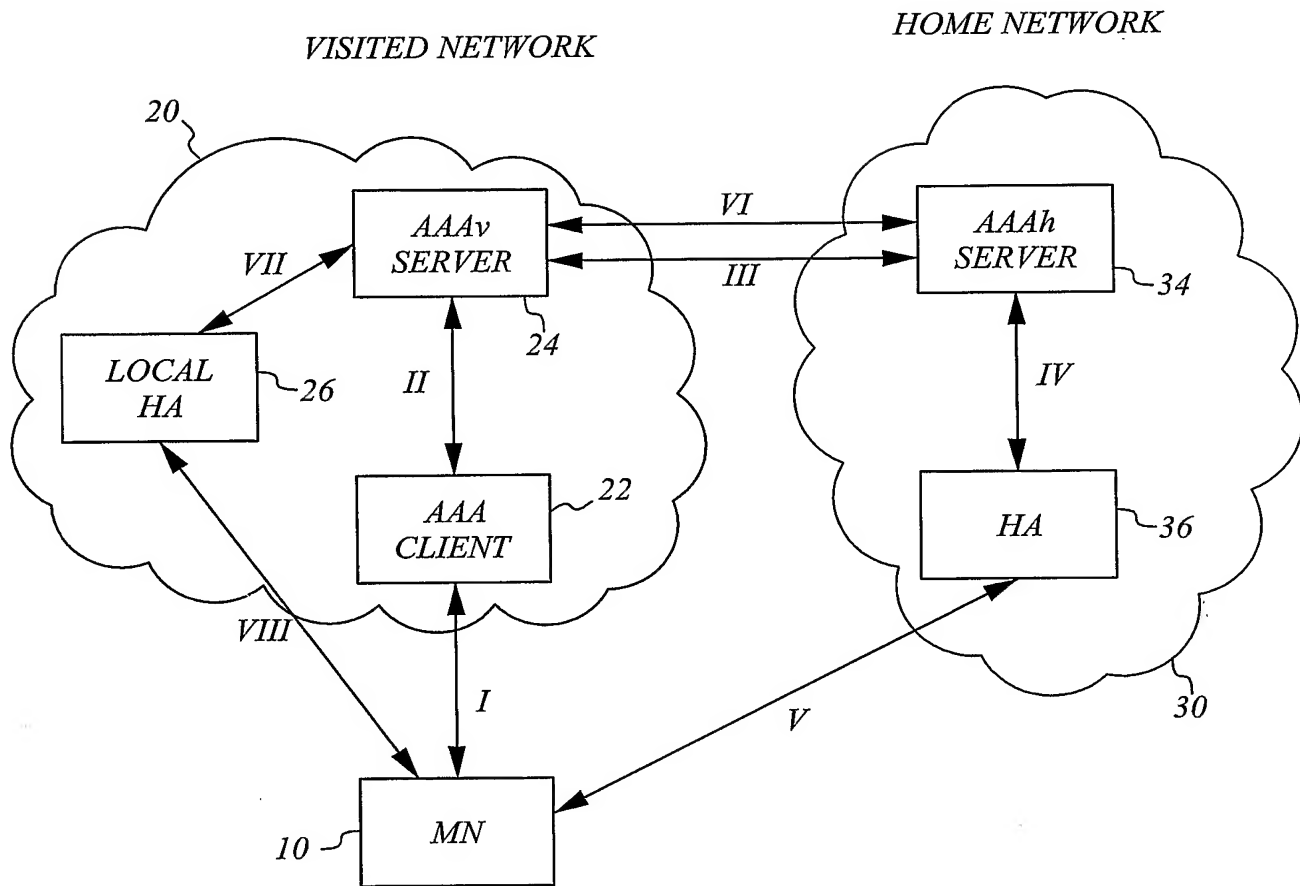 HOME NETWORK
VISITED NETWORK
20
AAAv
SERVER
24
VI
III
AAAh
SERVER
34
VII
LOCAL
HA
26
II
IV
AAA
CLIENT
22
HA
36
VIII
I
V
30
MN
10